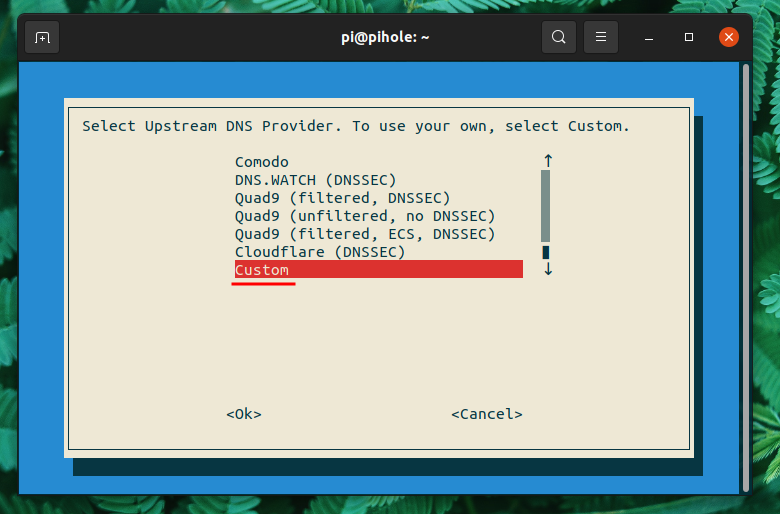 pi@pihole: ~
Select Upstream DNS Provider. To use your own, select Custom.
Comodo
DNS.WATCH (DNSSEC)
Quad9 (filtered, DNSSEC)
Quad9 (unfiltered, no DNSSEC)
Quad9 (filtered, ECS, DNSSEC)
Cloudflare (DNSSEC)
Custom
<Ok> <Cancel>